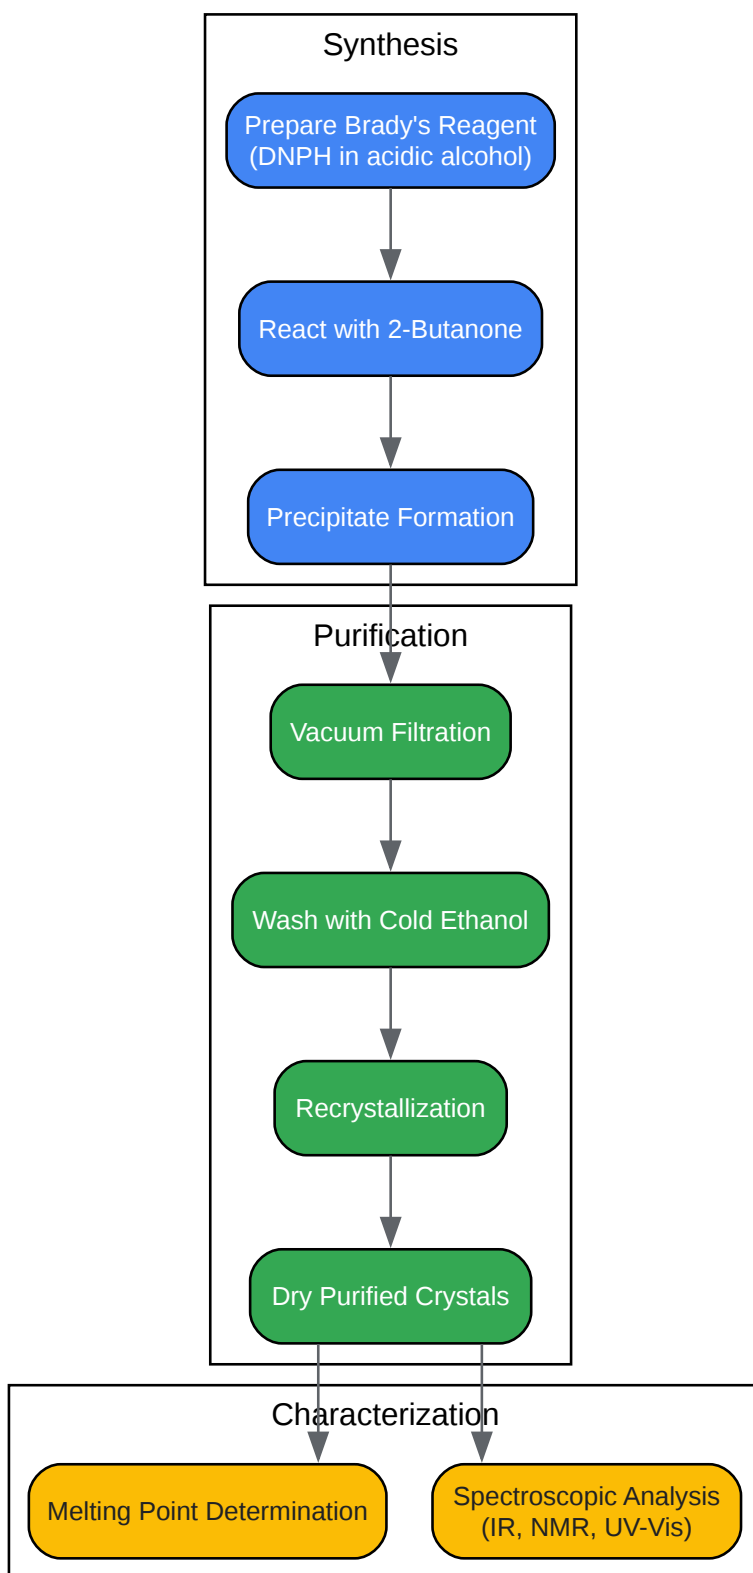 Synthesis
Prepare Brady's Reagent
(DNPH in acidic alcohol)
React with 2-Butanone
Precipitate Formation
Purification
Vacuum Filtration
Wash with Cold Ethanol
Recrystallization
Dry Purified Crystals
Characterization
Melting Point Determination
Spectroscopic Analysis
(IR, NMR, UV-Vis)